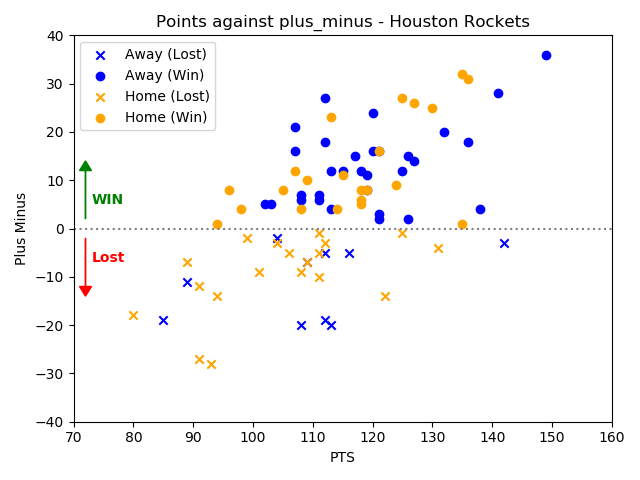 Points against plus_minus - Houston Rockets
Away (Lost)
Away (Win)
Home (Lost)
Home (Win)
WIN
Lost
Plus Minus
40
30
20
10
0
−10
−20
−30
−40
70 80 90 100 110 120 130 140 150 160
PTS